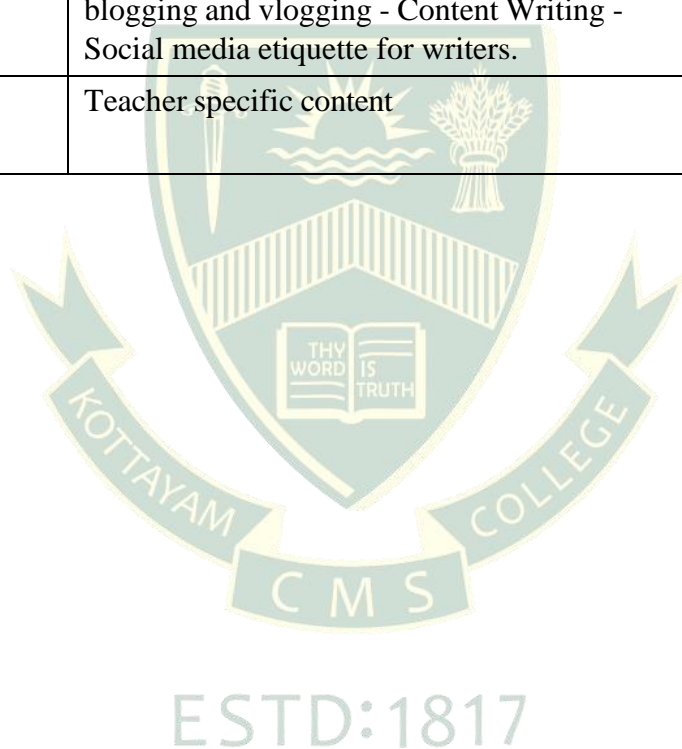 blogging and vlogging - Content Writing -
Social media etiquette for writers.
Teacher specific content
THY
WORD IS
TRUTH
KOTTAYAM
CMS
COLLEGE
ESTD:1817